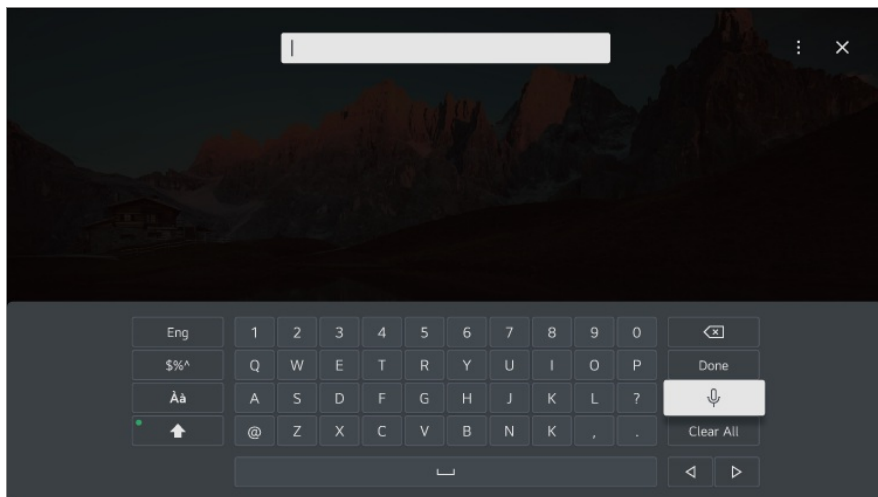 Eng 1 2 3 4 5 6 7 8 9 0
$%^ Q W E T R Y U I O P Done
Àà A S D F G H J K L ?
@ Z X C V B N K , . Clear All